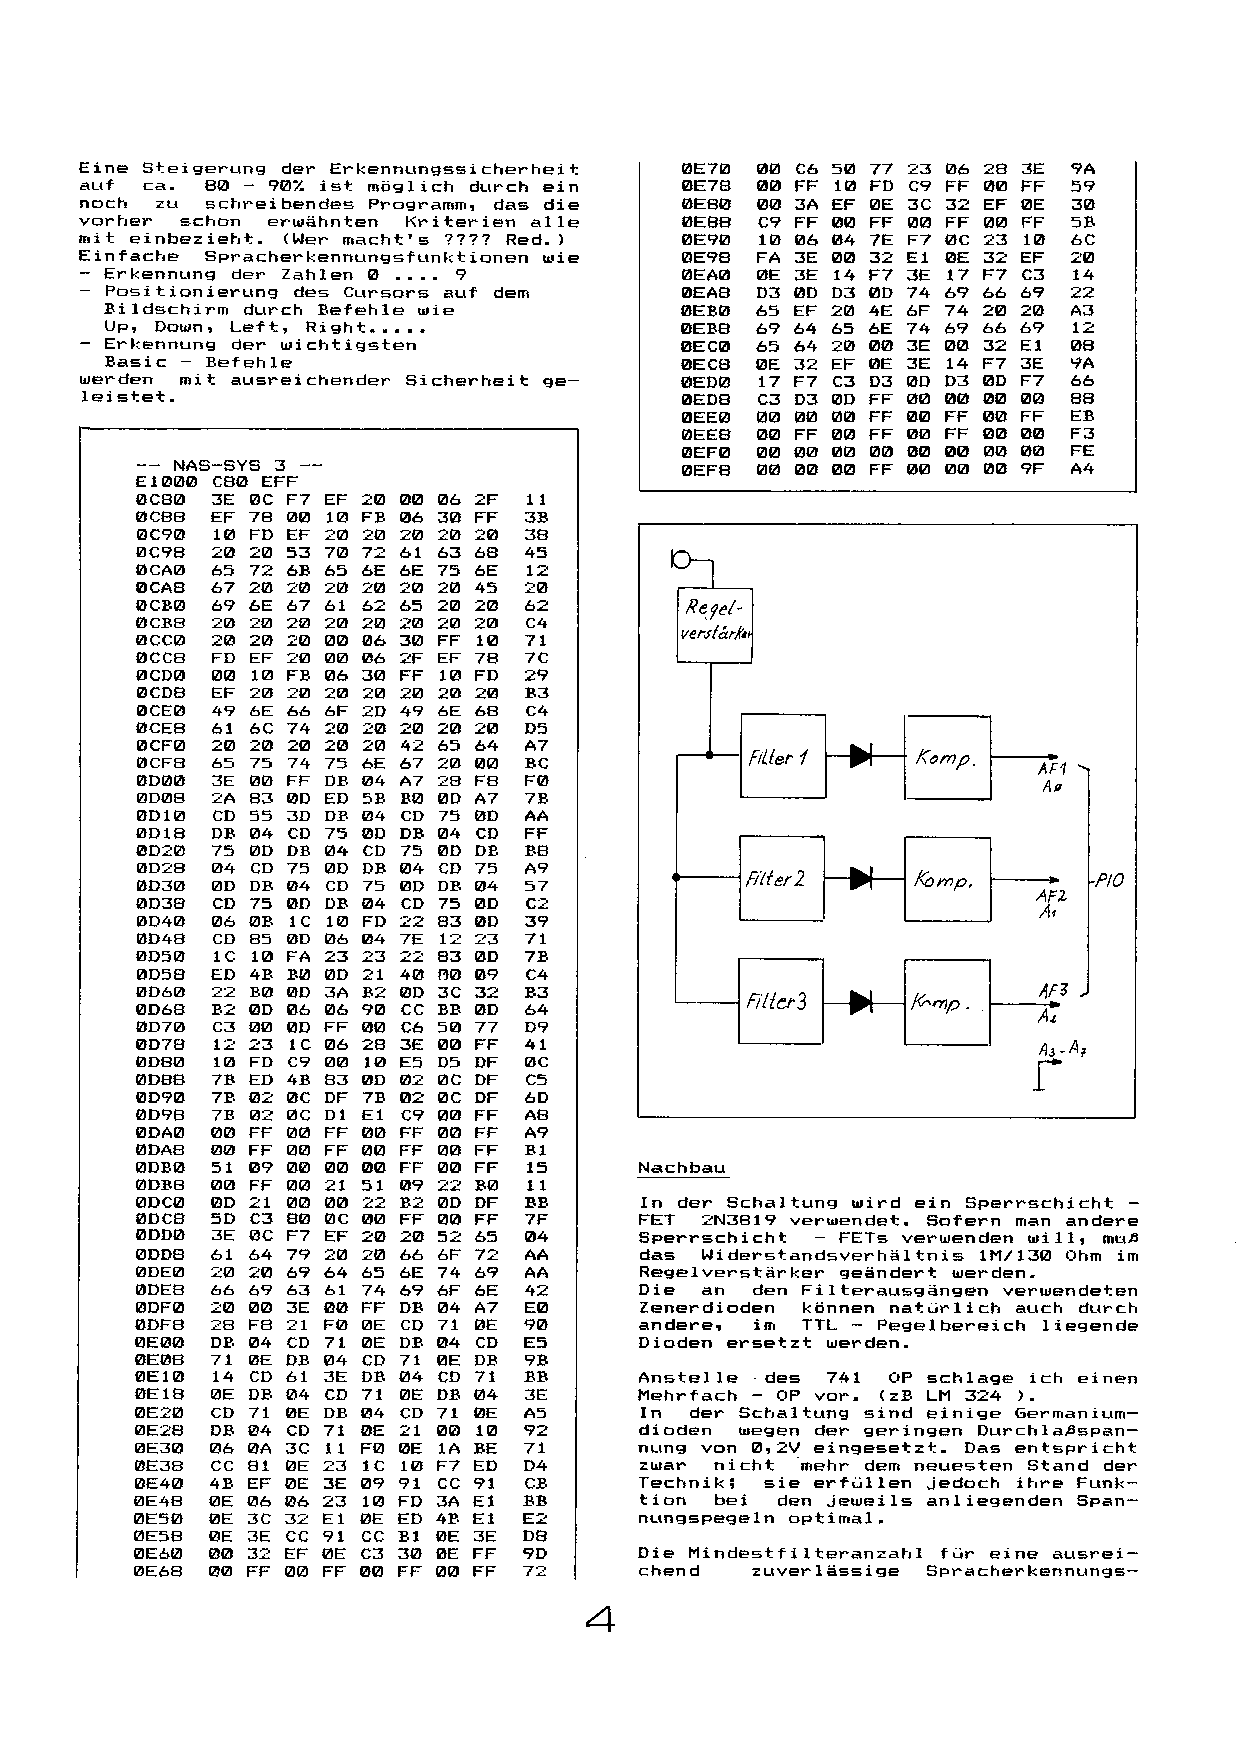 Eine Steigerung der Erkennungssicherheit
auf ca. 80 - 90% ist möglich durch ein
noch zu schreibendes Programm, das die
vorher schon erwähnten Kriterien alle
mit einbezieht. (Wer macht's ???? Red.)
Einfache Spracherkennungsfunktionen wie
- Erkennung der Zahlen 0 .... 9
- Positionierung des Cursors auf dem
Bildschirm durch Befehle wie
Up, Down, Left, Right.....
- Erkennung der wichtigsten
Basic - Befehle
werden mit ausreichender Sicherheit ge-
leistet.
-- NAS-SYS 3 --
E1000 C80 EFF
0C80 3E 0C F7 EF 20 00 06 2F 11
0C88 EF 78 00 10 FB 06 30 FF 3B
0C90 10 FD EF 20 20 20 20 20 38
0C98 20 20 53 70 72 61 63 68 45
0CA0 65 72 6B 65 6E 6E 75 6E 12
0CA8 67 20 20 20 20 20 20 45 20
0CB0 69 6E 67 61 62 65 20 20 62
0CB8 20 20 20 20 20 20 20 20 C4
0CC0 20 20 20 00 06 30 FF 10 71
0CC8 FD EF 20 00 06 2F EF 78 7C
0CD0 00 10 FB 06 30 FF 10 FD 29
0CD8 EF 20 20 20 20 20 20 20 B3
0CE0 49 6E 66 6F 2D 49 6E 68 C4
0CE8 61 6C 74 20 20 20 20 20 D5
0CF0 20 20 20 20 20 42 65 64 A7
0CF8 65 75 74 75 6E 67 20 00 BC
0D00 3E 00 FF DB 04 A7 28 F8 F0
0D08 2A 83 0D ED 5B B0 0D A7 7B
0D10 CD 55 3D DB 04 CD 75 0D AA
0D18 DB 04 CD 75 0D DB 04 CD FF
0D20 75 0D DB 04 CD 75 0D DB B8
0D28 04 CD 75 0D DB 04 CD 75 A9
0D30 0D DB 04 CD 75 0D DB 04 57
0D38 CD 75 0D DB 04 CD 75 0D C2
0D40 06 0B 1C 10 FD 22 83 0D 39
0D48 CD 85 0D 06 04 7E 12 23 71
0D50 1C 10 FA 23 23 22 83 0D 7B
0D58 ED 4B B0 0D 21 40 00 09 C4
0D60 22 B0 0D 3A B2 0D 3C 32 B3
0D68 B2 0D 06 06 90 CC BB 0D 64
0D70 C3 00 0D FF 00 C6 50 77 D9
0D78 12 23 1C 06 28 3E 00 FF 41
0D80 10 FD C9 00 10 E5 D5 DF 0C
0D88 7B ED 4B 83 0D 02 0C DF C5
0D90 7B 02 0C DF 7B 02 0C DF 6D
0D98 7B 02 0C D1 E1 C9 00 FF A8
0DA0 00 FF 00 FF 00 FF 00 FF A9
0DA8 00 FF 00 FF 00 FF 00 FF B1
0DB0 51 09 00 00 00 FF 00 FF 15
0DB8 00 FF 00 21 51 09 22 B0 11
0DC0 0D 21 00 00 22 B2 0D DF BB
0DC8 5D C3 80 0C 00 FF 00 FF 7F
0DD0 3E 0C F7 EF 20 20 52 65 04
0DD8 61 64 79 20 20 66 6F 72 AA
0DE0 20 20 69 64 65 6E 74 69 AA
0DE8 66 69 63 61 74 69 6F 6E 42
0DF0 20 00 3E 00 FF DB 04 A7 E0
0DF8 28 F8 21 F0 0E CD 71 0E 90
0E00 DB 04 CD 71 0E DB 04 CD E5
0E08 71 0E DB 04 CD 71 0E DB 9B
0E10 14 CD 61 3E DB 04 CD 71 BB
0E18 0E DB 04 CD 71 0E DB 04 3E
0E20 CD 71 0E DB 04 CD 71 0E A5
0E28 DB 04 CD 71 0E 21 00 10 92
0E30 06 0A 3C 11 F0 0E 1A BE 71
0E38 CC 81 0E 23 1C 10 F7 ED D4
0E40 4B EF 0E 3E 09 91 CC 91 CB
0E48 0E 06 06 23 10 FD 3A E1 BB
0E50 0E 3C 32 E1 0E ED 4B E1 E2
0E58 0E 3E CC 91 CC B1 0E 3E D8
0E60 00 32 EF 0E C3 30 0E FF 9D
0E68 00 FF 00 FF 00 FF 00 FF 72
0E70 00 C6 50 77 23 06 28 3E 9A
0E78 00 FF 10 FD C9 FF 00 FF 59
0E80 00 3A EF 0E 3C 32 EF 0E 30
0E88 C9 FF 00 FF 00 FF 00 FF 5B
0E90 10 06 04 7E F7 0C 23 10 6C
0E98 FA 3E 00 32 E1 0E 32 EF 20
0EA0 0E 3E 14 F7 3E 17 F7 C3 14
0EA8 D3 0D D3 0D 74 69 66 69 22
0EB0 65 EF 20 4E 6F 74 20 20 A3
0EB8 69 64 65 6E 74 69 66 69 12
0EC0 65 64 20 00 3E 00 32 E1 08
0EC8 0E 32 EF 0E 3E 14 F7 3E 9A
0ED0 17 F7 C3 D3 0D D3 0D F7 66
0ED8 C3 D3 0D FF 00 00 00 00 88
0EE0 00 00 00 FF 00 FF 00 FF EB
0EE8 00 FF 00 FF 00 FF 00 00 F3
0EF0 00 00 00 00 00 00 00 00 FE
0EF8 00 00 00 FF 00 00 00 9F A4
Regel-
verstärker
Filter 1
Komp.
AF1
A0
Filter 2
Komp.
AF2
A1
PIO
Filter 3
Komp.
AF3
A2
A3-A7
Nachbau
In der Schaltung wird ein Sperrschicht -
FET 2N3819 verwendet. Sofern man andere
Sperrschicht - FETs verwenden will, muß
das Widerstandsverhältnis 1M/130 Ohm im
Regelverstärker geändert werden.
Die an den Filterausgängen verwendeten
Zenerdioden können natürlich auch durch
andere, im TTL - Pegelbereich liegende
Dioden ersetzt werden.
Anstelle des 741 OP schlage ich einen
Mehrfach - OP vor. (zB LM 324 ).
In der Schaltung sind einige Germanium-
dioden wegen der geringen Durchlaßspan-
nung von 0,2V eingesetzt. Das entspricht
zwar nicht mehr dem neuesten Stand der
Technik; sie erfüllen jedoch ihre Funk-
tion bei den jeweils anliegenden Span-
nungspegeln optimal.
Die Mindestfilteranzahl für eine ausrei-
chend zuverlässige Spracherkennungs-
4